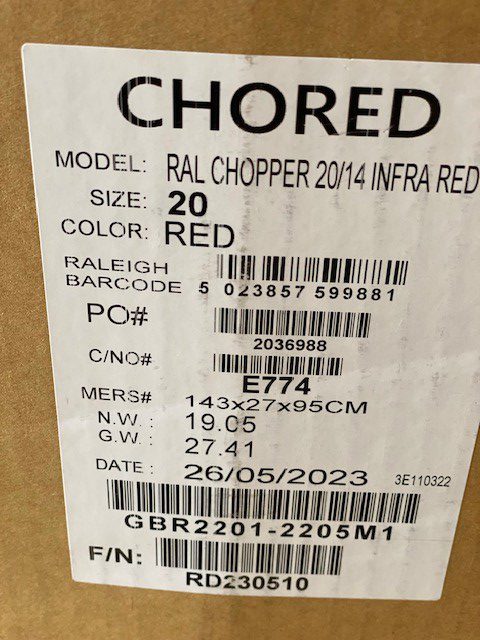 CHORED
MODEL: RAL CHOPPER 20/14 INFRA RED
SIZE: 20
COLOR: RED
RALEIGH
BARCODE 5 023857 599881
PO#
2036988
C/NO#
E774
MERS# 143x27x95CM
N.W. : 19.05
G.W. : 27.41
DATE : 26/05/2023 3E110322
GBR2201-2205M1
F/N:
RD230510